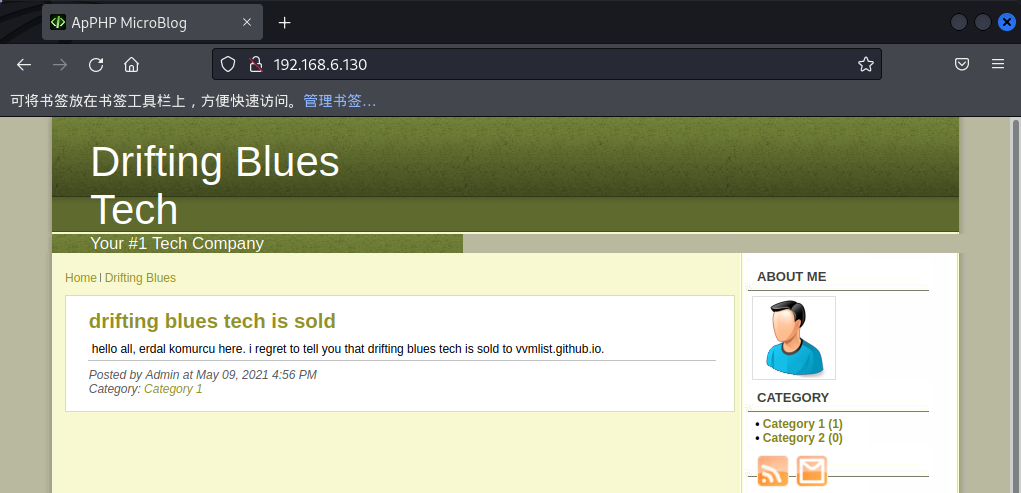 ApPHP MicroBlog
192.168.6.130
可将书签放在书签工具栏上，方便快速访问。管理书签…
Drifting Blues
Tech
Your #1 Tech Company
Home | Drifting Blues
drifting blues tech is sold
hello all, erdal komurcu here. i regret to tell you that drifting blues tech is sold to vvmlist.github.io.
Posted by Admin at May 09, 2021 4:56 PM
Category: Category 1
ABOUT ME
CATEGORY
• Category 1 (1)
• Category 2 (0)